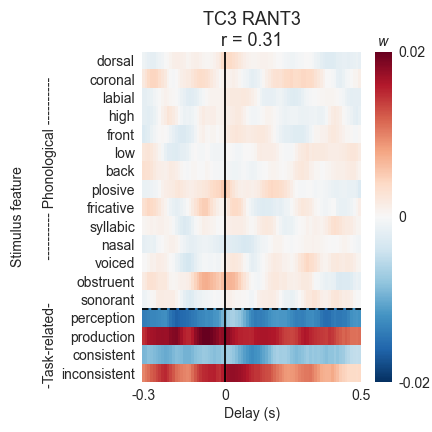 TC3 RANT3
r = 0.31
w
dorsal
coronal
labial
high
front
low
back
plosive
fricative
syllabic
nasal
voiced
obstruent
sonorant
perception
production
consistent
inconsistent
Stimulus feature
----------- Phonological ----------
-Task-related-
-0.3
0
0.5
Delay (s)
0.02
0
-0.02